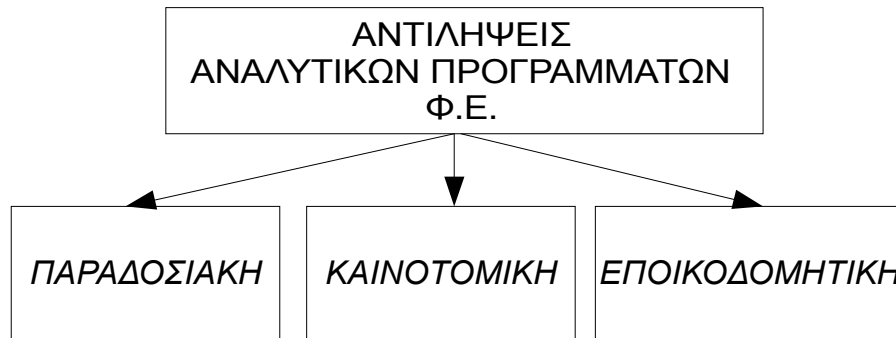 ΑΝΤΙΛΗΨΕΙΣ
ΑΝΑΛΥΤΙΚΩΝ ΠΡΟΓΡΑΜΜΑΤΩΝ
Φ.Ε.
ΠΑΡΑΔΟΣΙΑΚΗ
ΚΑΙΝΟΤΟΜΙΚΗ
ΕΠΟΙΚΟΔΟΜΗΤΙΚΗ